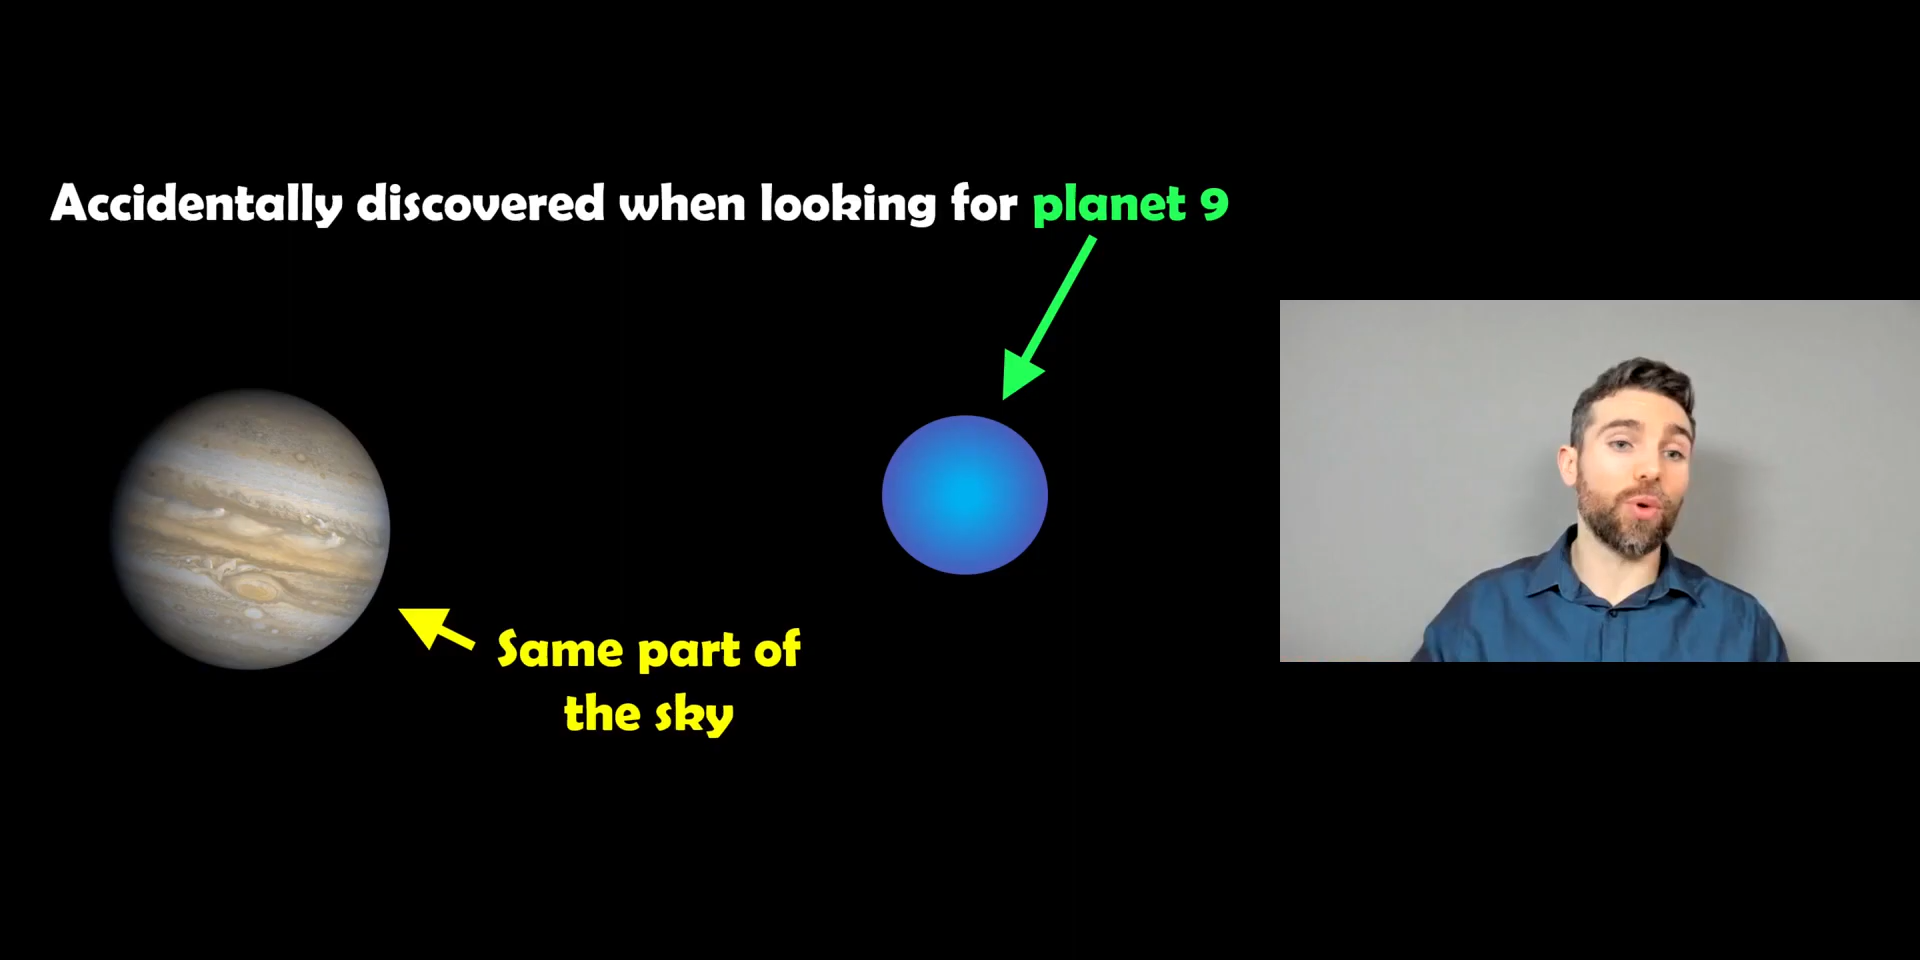 Accidentally discovered when looking for planet 9
Same part of
the sky